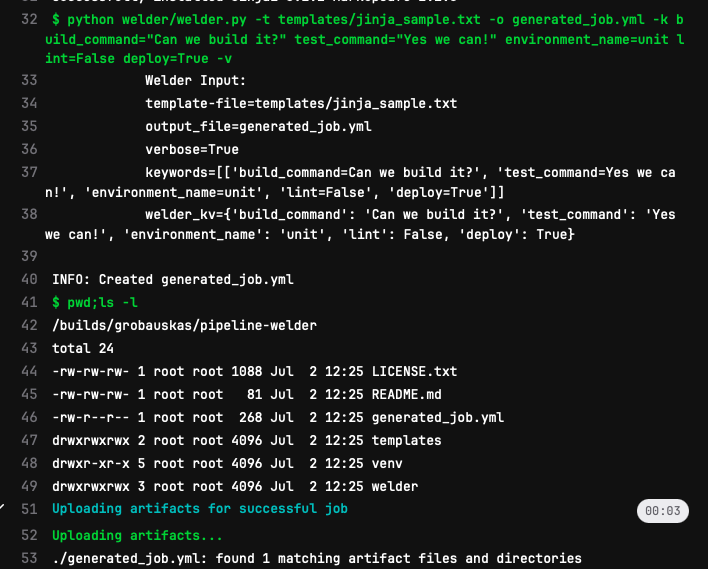 32 $ python welder/welder.py -t templates/jinja_sample.txt -o generated_job.yml -k b
uild_command="Can we build it?" test_command="Yes we can!" environment_name=unit l
int=False deploy=True -v
33 Welder Input:
34 template-file=templates/jinja_sample.txt
35 output_file=generated_job.yml
36 verbose=True
37 keywords=[['build_command=Can we build it?', 'test_command=Yes we ca
n!', 'environment_name=unit', 'lint=False', 'deploy=True']]
38 welder_kv={'build_command': 'Can we build it?', 'test_command': 'Yes
we can!', 'environment_name': 'unit', 'lint': False, 'deploy': True}
39
40 INFO: Created generated_job.yml
41 $ pwd;ls -l
42 /builds/grobauskas/pipeline-welder
43 total 24
44 -rw-rw-rw- 1 root root 1088 Jul  2 12:25 LICENSE.txt
45 -rw-rw-rw- 1 root root   81 Jul  2 12:25 README.md
46 -rw-r--r-- 1 root root  268 Jul  2 12:25 generated_job.yml
47 drwxrwxrwx 2 root root 4096 Jul  2 12:25 templates
48 drwxr-xr-x 5 root root 4096 Jul  2 12:25 venv
49 drwxrwxrwx 3 root root 4096 Jul  2 12:25 welder
51 Uploading artifacts for successful job 00:03
52 Uploading artifacts...
53 ./generated_job.yml: found 1 matching artifact files and directories